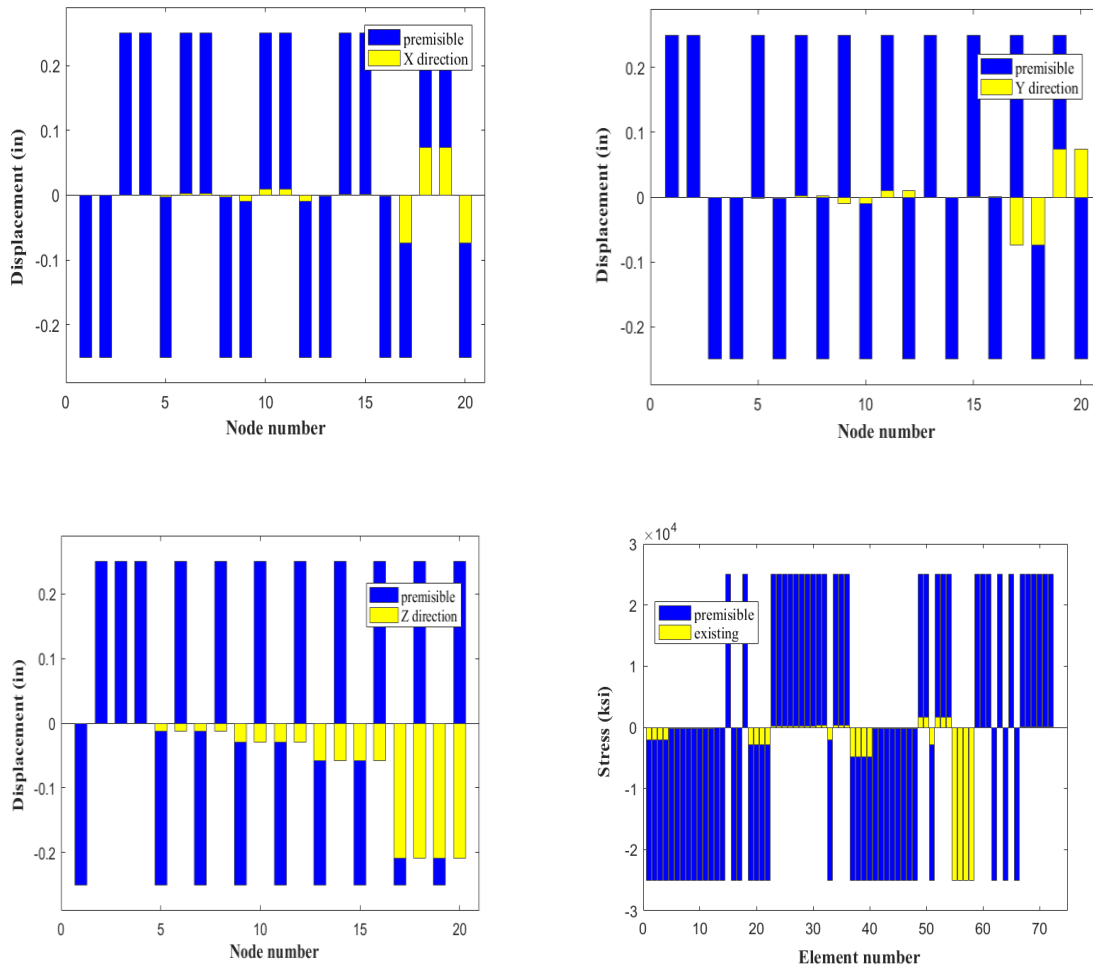 premisible
X direction
Displacement (in)
0.2
0.1
0
-0.1
-0.2
0
5
10
15
20
Node number
premisible
Y direction
Displacement (in)
0.2
0.1
0
-0.1
-0.2
0
5
10
15
20
Node number
premisible
Z direction
Displacement (in)
0.2
0.1
0
-0.1
-0.2
0
5
10
15
20
Node number
×10⁴
premisible
existing
Stress (ksi)
3
2
1
0
-1
-2
-3
0
10
20
30
40
50
60
70
Element number